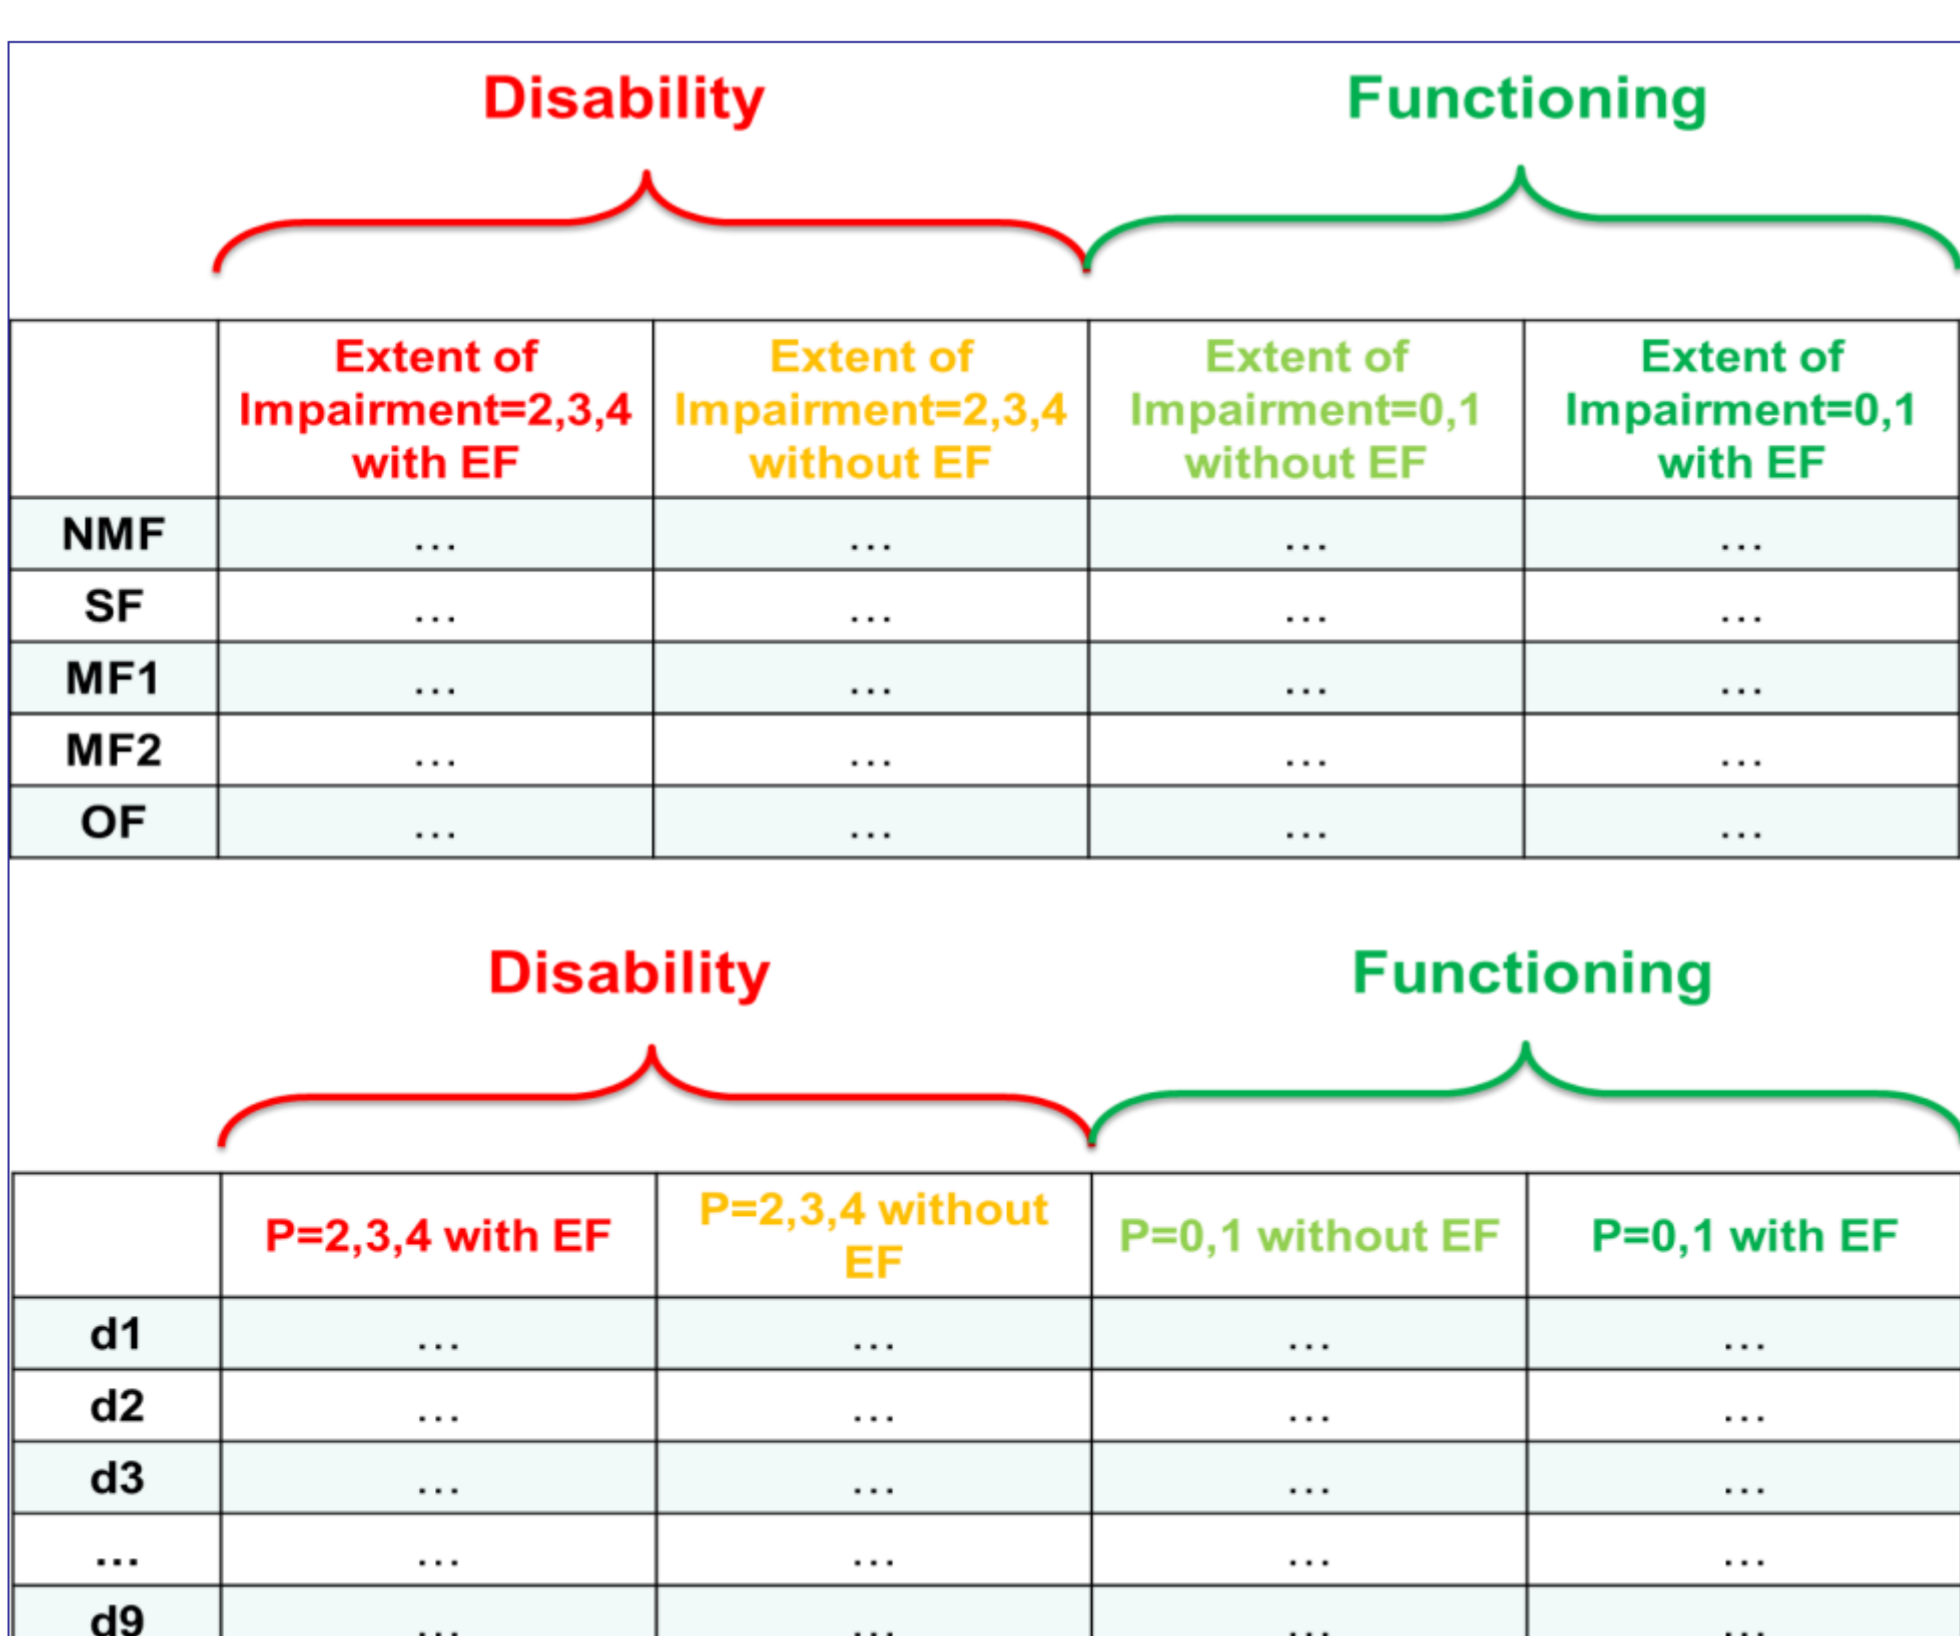 Disability Functioning
Extent of Impairment=2,3,4 with EF Extent of Impairment=2,3,4 without EF Extent of Impairment=0,1 without EF Extent of Impairment=0,1 with EF
NMF ... ... ... ...
SF ... ... ... ...
MF1 ... ... ... ...
MF2 ... ... ... ...
OF ... ... ... ...
Disability Functioning
P=2,3,4 with EF P=2,3,4 without EF P=0,1 without EF P=0,1 with EF
d1 ... ... ... ...
d2 ... ... ... ...
d3 ... ... ... ...
... ... ... ... ...
d9 ... ... ... ...